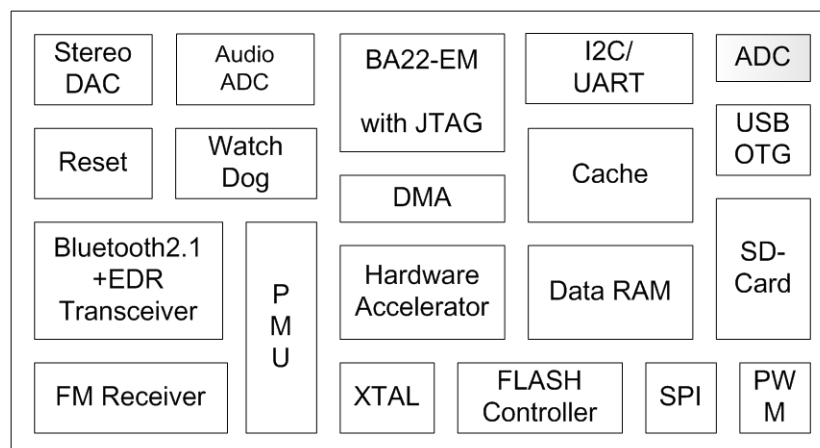 Stereo
DAC
Audio
ADC
BA22-EM
with JTAG
I2C/
UART
ADC
USB
OTG
Reset
Watch
Dog
DMA
Cache
Bluetooth2.1
+EDR
Transceiver
P
M
U
Hardware
Accelerator
Data RAM
SD-
Card
FM Receiver
XTAL
FLASH
Controller
SPI
PW
M